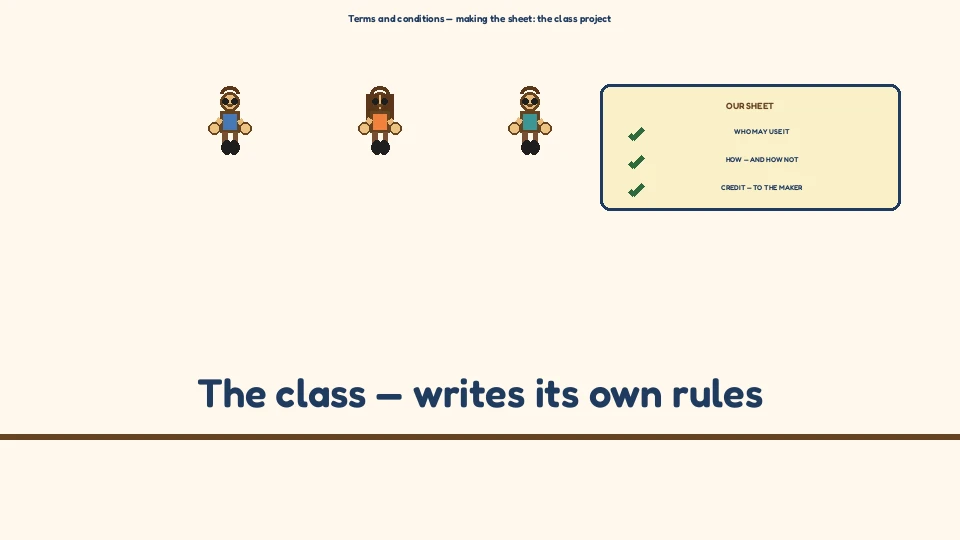 Terms and conditions — making the sheet: the class project
OUR SHEET
WHO MAY USE IT
HOW — AND HOW NOT
CREDIT — TO THE MAKER
The class — writes its own rules